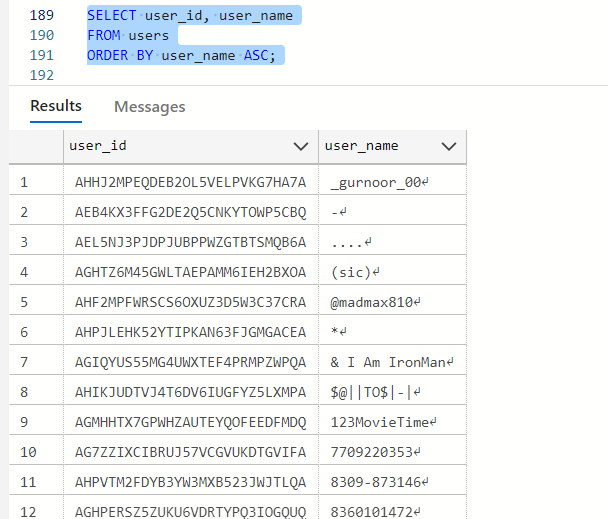 189 SELECT user_id, user_name
190 FROM users
191 ORDER BY user_name ASC;
192
Results Messages
user_id user_name
1 AHHJ2MPEQDEB2OL5VELPVKG7HA7A _gurnoor_00↵
2 AEB4KX3FFG2DE2Q5CNKYTOWP5CBQ -↵
3 AEL5NJ3PJDPJUBPPWZGTBTSMQB6A ....↵
4 AGHTZ6M45GWLTAEPAMM6IEH2BXOA (sic)↵
5 AHF2MPFWRSCS6OXUZ3D5W3C37CRA @madmax810↵
6 AHPJLEHK52YTIPKAN63FJGMGACEA *↵
7 AGIQYUS55MG4UWXTEF4PRMPZWPQA & I Am IronMan↵
8 AHIKJUDTVJ4T6DV6IUGFYZ5LXMPA $@||TO$|-|↵
9 AGMHHTX7GPWHZAUTEYQOFEEDFMDQ 123MovieTime↵
10 AG7ZZIXCIBRUJ57VCGVUKDTGVIFA 7709220353↵
11 AHPVTM2FDYB3YW3MXB523JWJTLQA 8309-873146↵
12 AGHPERSZ5ZUKU6VDRTYPQ3IOGQUQ 8360101472↵